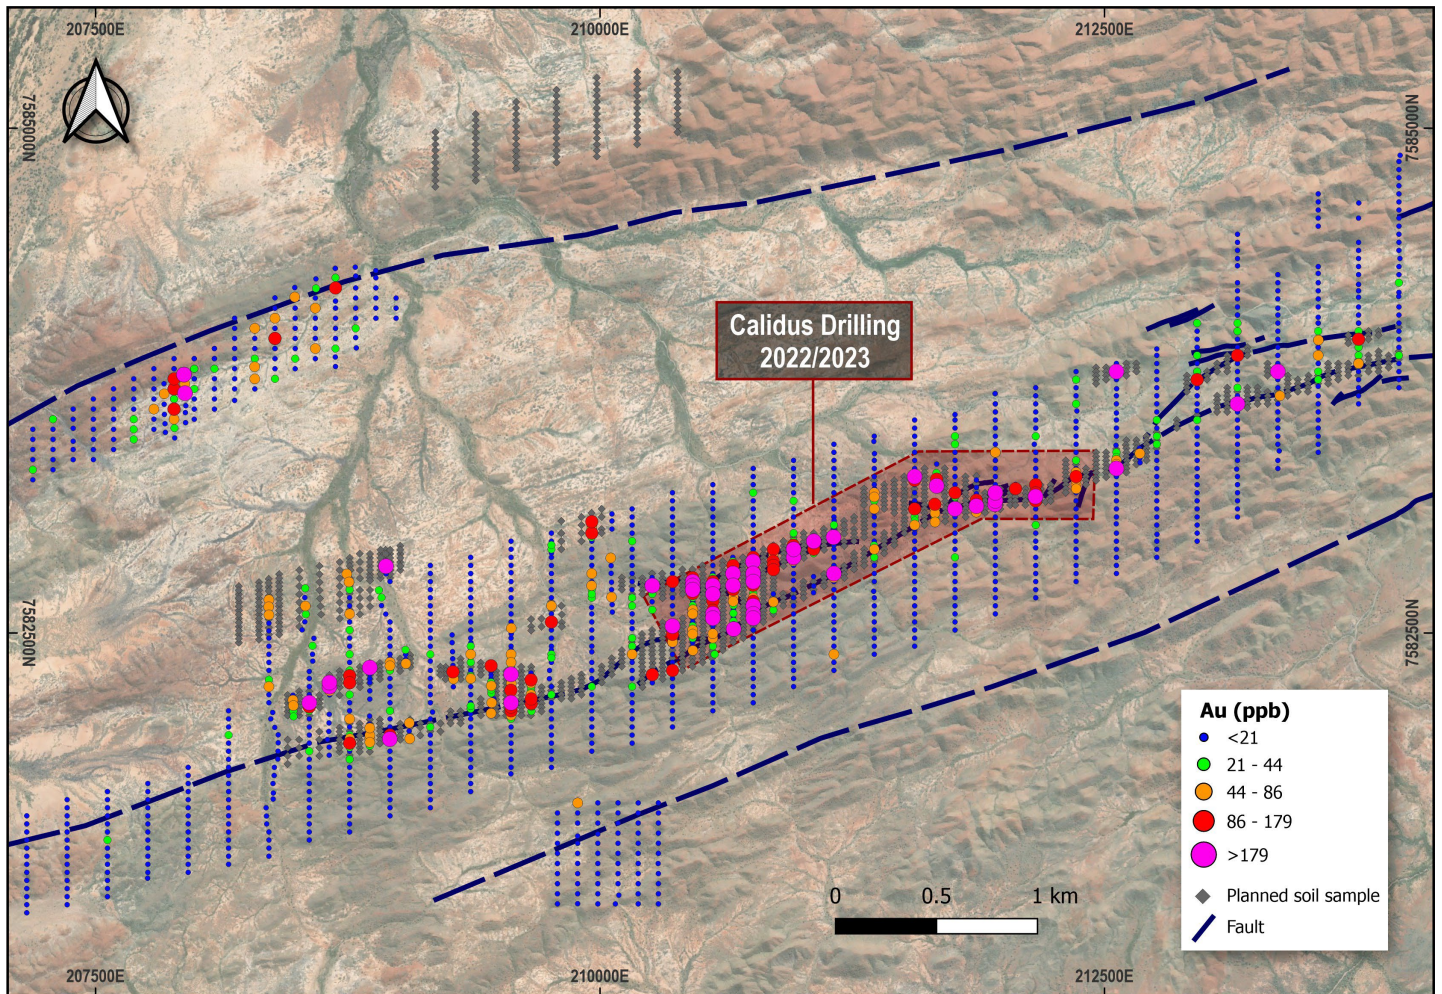 207500E
210000E
212500E
7585000N
7585000N
Calidus Drilling
2022/2023
7582500N
7582500N
Au (ppb)
<21
21 - 44
44 - 86
86 - 179
>179
Planned soil sample
Fault
0 0.5 1 km
207500E
210000E
212500E